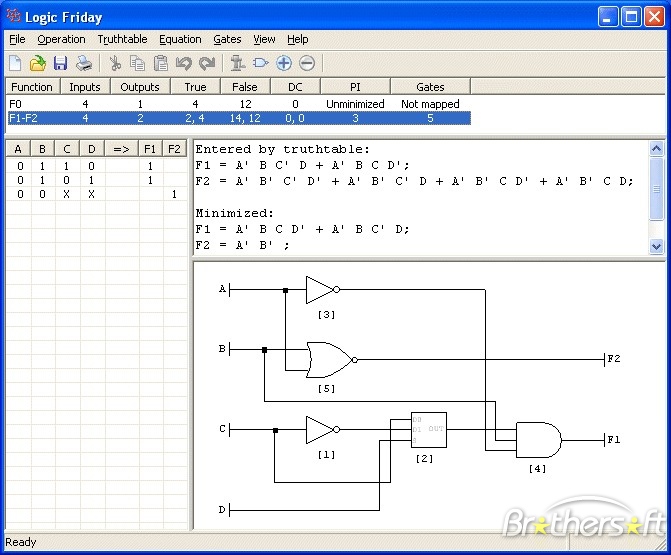 Logic Friday
File Operation Truthtable Equation Gates View Help
Function Inputs Outputs True False DC PI Gates
F0 4 1 4 12 0 Unminimized Not mapped
F1-F2 4 2 2, 4 14, 12 0, 0 3 5
A B C D => F1 F2
0 1 1 0 1
0 1 0 1 1
0 0 X X 1
Entered by truthtable:
F1 = A' B C' D + A' B C D';
F2 = A' B' C' D' + A' B' C' D + A' B' C D' + A' B' C D;
Minimized:
F1 = A' B C D' + A' B C' D;
F2 = A' B' ;
A
[3]
B
F2
[5]
C
D0
D1 OUT
S
F1
[1]
[2]
[4]
D
Brothersoft
Ready